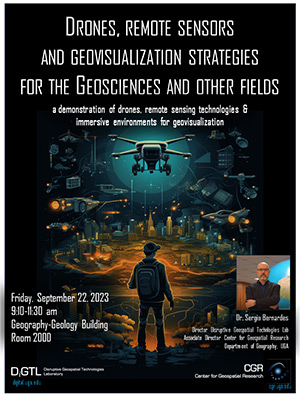 Drones, remote sensors
and geovisualization strategies
for the Geosciences and other fields
a demonstration of drones, remote sensing technologies &
immersive environments for geovisualization
Friday, September 22, 2023
9:10-11:30 am
Geography-Geology Building
Room 2000
Dr. Sergio Bernardes
Director Disruptive Geospatial Technologies Lab
Associate Director Center for Geospatial Research
Department of Geography, UGA
DiGTL
Disruptive Geospatial Technologies
Laboratory
CGR
Center for Geospatial Research